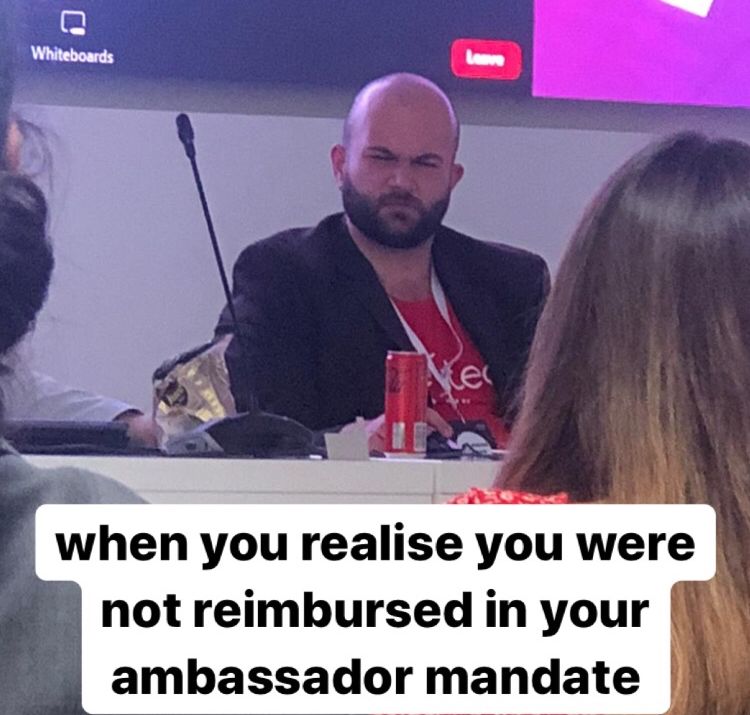 Whiteboards
Leave
when you realise you were
not reimbursed in your
ambassador mandate